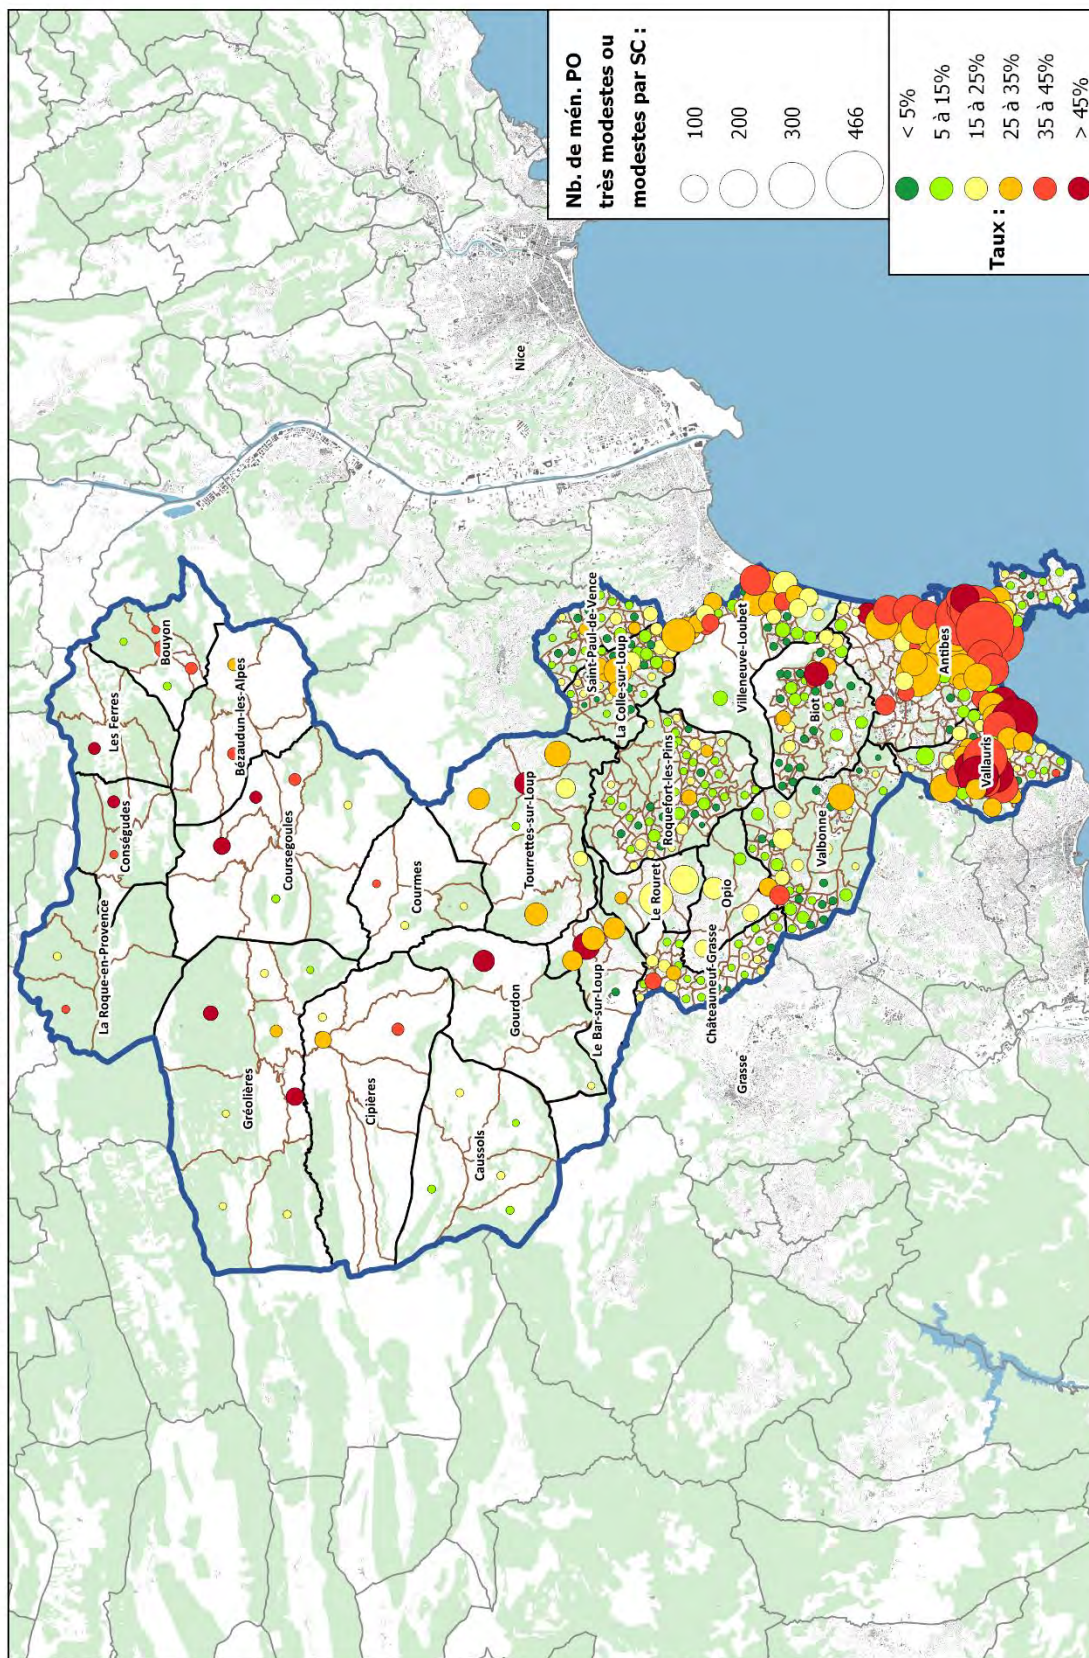 La Roque-en-Provence
Conségudes
Les Ferres
Bouyon
Gréolières
Coursegoules
Bézaudun-les-Alpes
Cipières
Courmes
Caussols
Gourdon
Tourrettes-sur-Loup
Le Bar-sur-Loup
Saint-Paul-de-Vence
La Colle-sur-Loup
Nice
Le Rouret
Roquefort-les-Pins
Châteauneuf-Grasse
Opio
Villeneuve-Loubet
Grasse
Valbonne
Biot
Antibes
Vallauris
Nb. de mén. PO
très modestes ou
modestes par SC :
100
200
300
466
Taux :
< 5%
5 à 15%
15 à 25%
25 à 35%
35 à 45%
> 45%